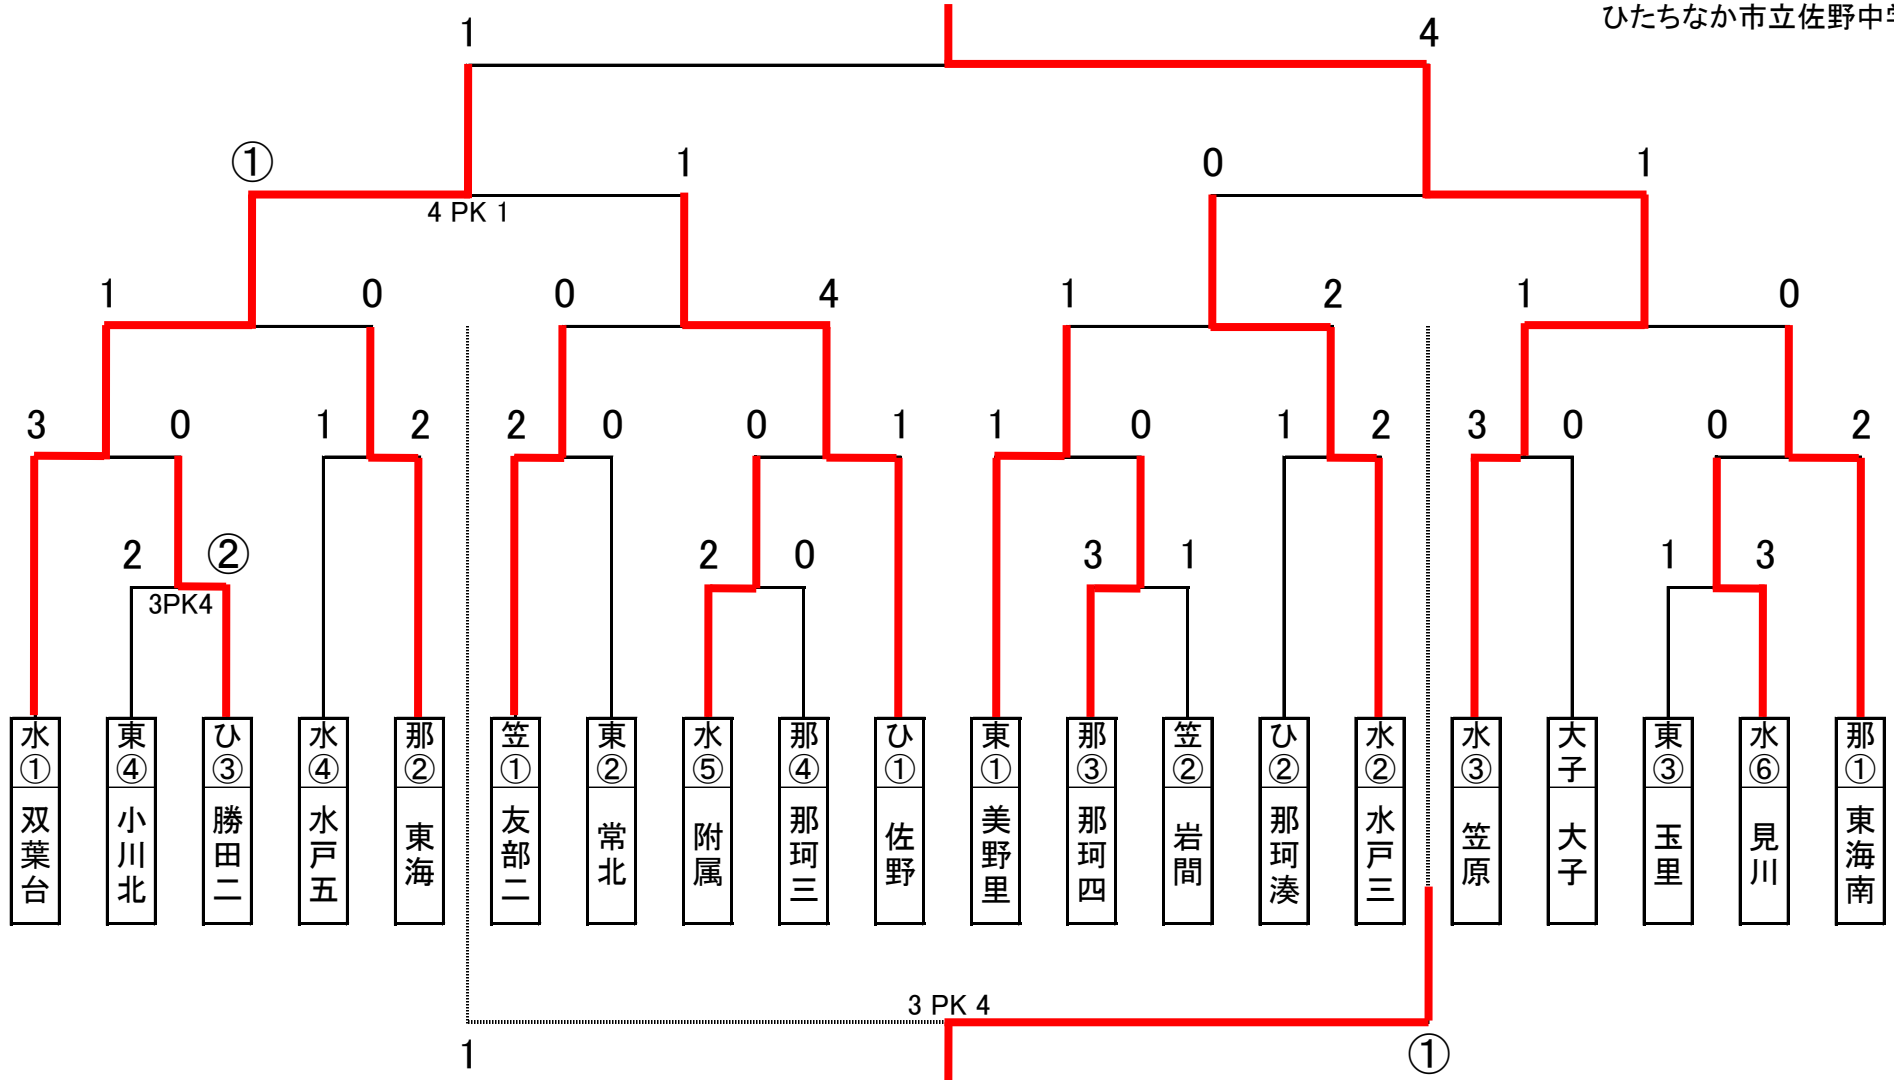 ひたちなか市立佐野中
1 4
① 1 0 1
4 PK 1
1 0 0 4 1 2 1 0
3 0 1 2 2 0 0 1 1 0 1 2 3 0 0 2
2 ② 2 0 3 1 1 3
3PK4
水① 双葉台
東④ 小川北
ひ③ 勝田二
水④ 水戸五
那② 東海
笠① 友部二
東② 常北
水⑤ 附属
那④ 那珂三
ひ① 佐野
東① 美野里
那③ 那珂四
笠② 岩間
ひ② 那珂湊
水② 水戸三
水③ 笠原
大子 大子
東③ 玉里
水⑥ 見川
那① 東海南
3 PK 4
1 ①